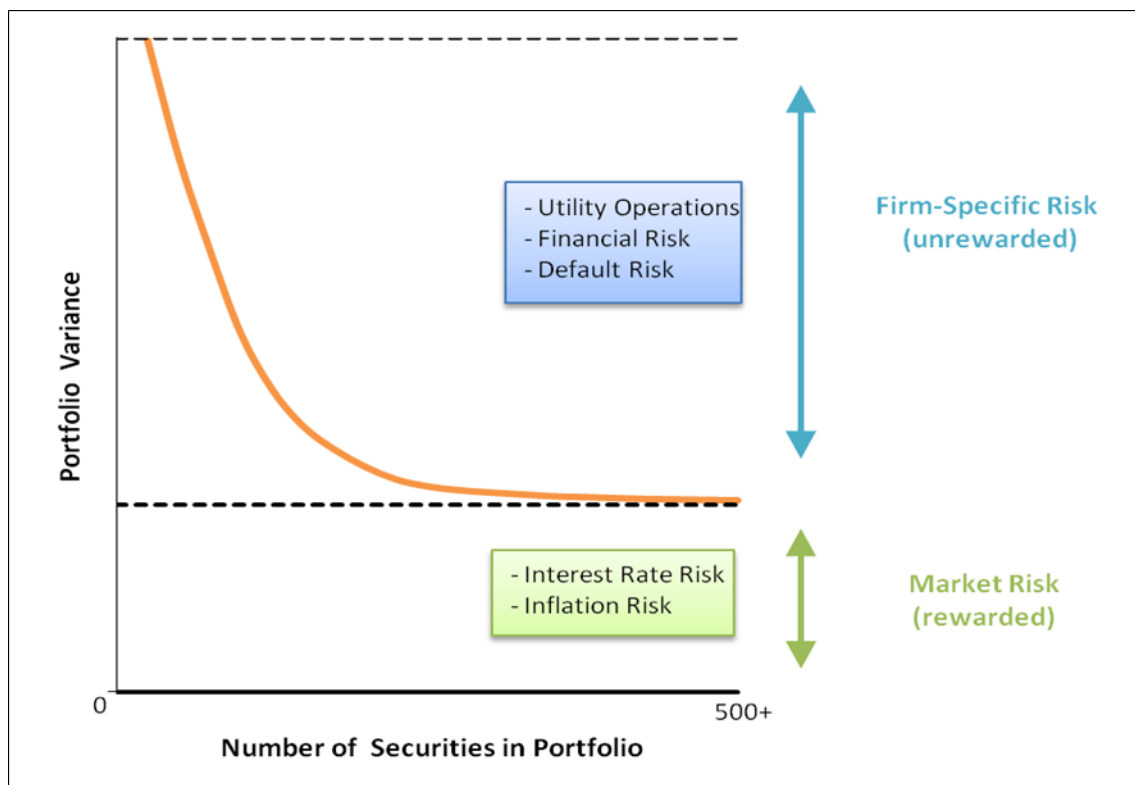 Portfolio Variance
- Utility Operations
- Financial Risk
- Default Risk
Firm-Specific Risk
(unrewarded)
- Interest Rate Risk
- Inflation Risk
Market Risk
(rewarded)
0
500+
Number of Securities in Portfolio